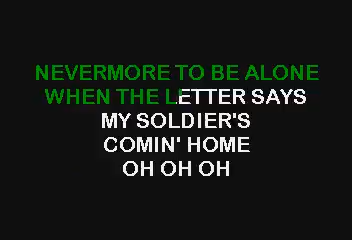 NEVERMORE TO BE ALONE
WHEN THE LETTER SAYS
MY SOLDIER'S
COMIN' HOME
OH OH OH